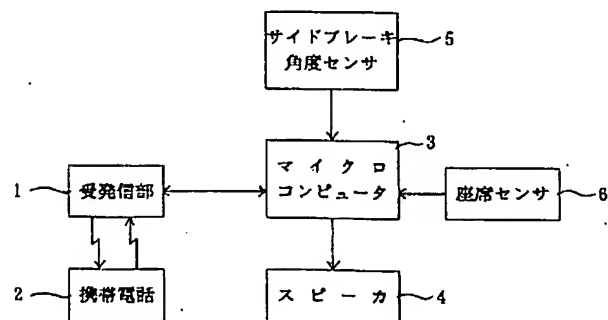 サイドブレーキ
角度センサ
5
3
マイクロ
コンピュータ
1
受発信部
座席センサ
6
2
携帯電話
スピーカ
4